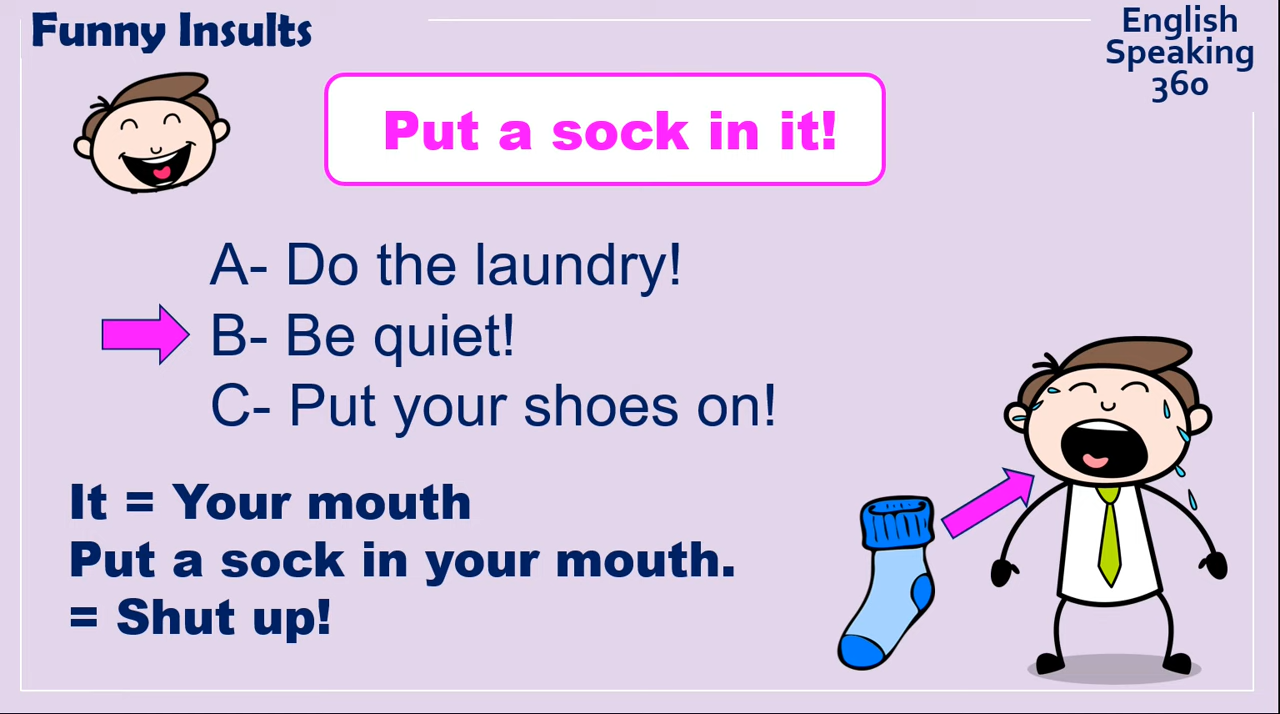 Funny Insults
English
Speaking
360
Put a sock in it!
A- Do the laundry!
B- Be quiet!
C- Put your shoes on!
It = Your mouth
Put a sock in your mouth.
= Shut up!